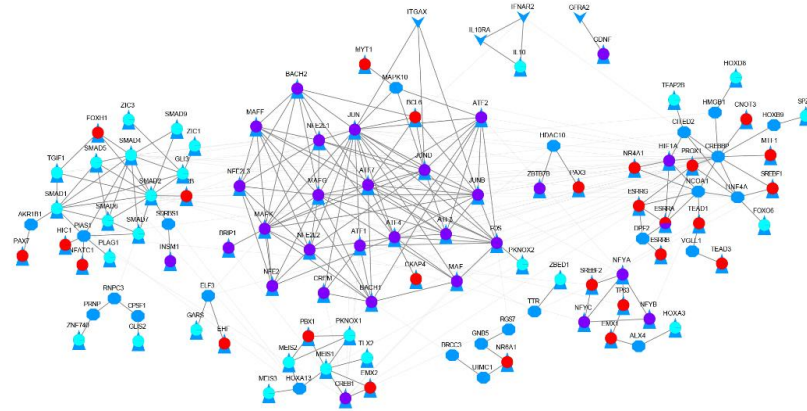 ITGAX
IFNAR2
GFRA2
IL10RA
IL10
GDNF
MYT1
MAPK10
BACH2
BCL6
ATF2
HOXD8
TFAP2B
HMGB1
CNOT3
HOXB9
CITED2
CREBBP
MTF1
ZIC3
FOXH1
SMAD9
SMAD4
ZIC1
SMAD5
TGIF1
GLI3
SMAD1
SMAD2
SMAD6
SMAD7
AKR1B1
PIAS1
HIC1
PLAG1
PAX7
NFATC1
INSM1
MAFF
NFE2L1
JUN
JUND
JUNB
NFE2L3
MAFG
ATF7
MAFK
BRIP1
NFE2L2
ATF1
ATF4
ATF3
FOS
NFE2
CREM
BACH1
CKAP4
MAF
PKNOX2
HDAC10
ZBTB7B
PAX3
NR4A1
HIF1A
PROX1
NCOA1
SREBF1
HNF4A
ESRRG
ESRRA
TEAD1
FOXO6
DPF2
ESRRB
VGLL1
TEAD3
RNPC3
PRNP
CPSF1
ZNF740
GLIS2
ELF3
GARS
EHF
PBX1
PKNOX1
MEIS2
MEIS1
TLX2
MEIS3
HOXA13
EMX2
CREB1
RGS7
GNB5
BRCC3
NR5A1
UIMC1
ZBED1
TTR
NFYA
SREBF2
TP63
NFYC
NFYB
HOXA3
EMX1
ALX4